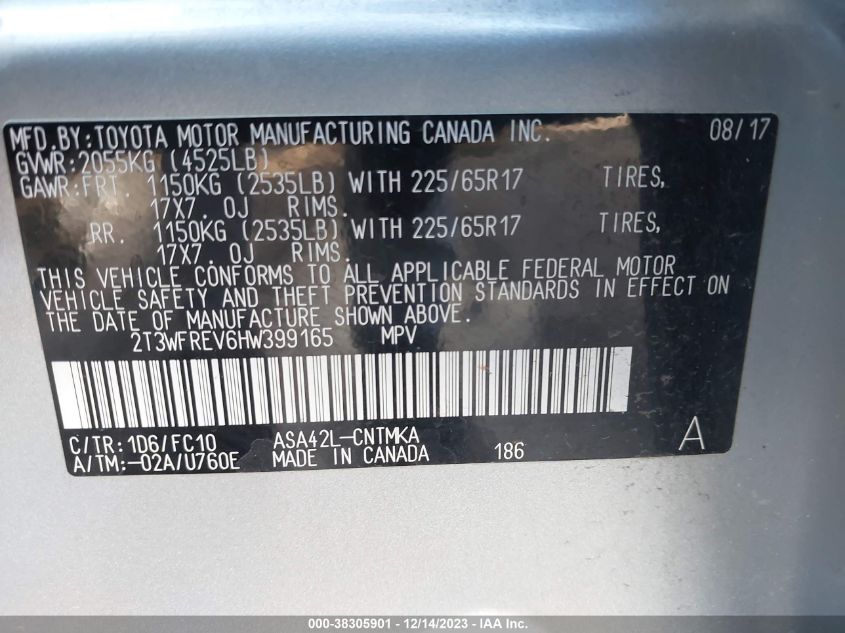 MFD.BY:TOYOTA MOTOR MANUFACTURING CANADA INC. 08/17
GVWR:2055KG (4525LB)
GAWR:FRT. 1150KG (2535LB) WITH 225/65R17 TIRES,
17X7.0J RIMS.
RR. 1150KG (2535LB) WITH 225/65R17 TIRES,
17X7.0J RIMS.
THIS VEHICLE CONFORMS TO ALL APPLICABLE FEDERAL MOTOR
VEHICLE SAFETY AND THEFT PREVENTION STANDARDS IN EFFECT ON
THE DATE OF MANUFACTURE SHOWN ABOVE.
2T3WFREV6HW399165 MPV
C/TR:1D6/FC10 ASA42L-CNTMKA
A/TM:-02A/U760E MADE IN CANADA 186 A
000-38305901 - 12/14/2023 - IAAI.com